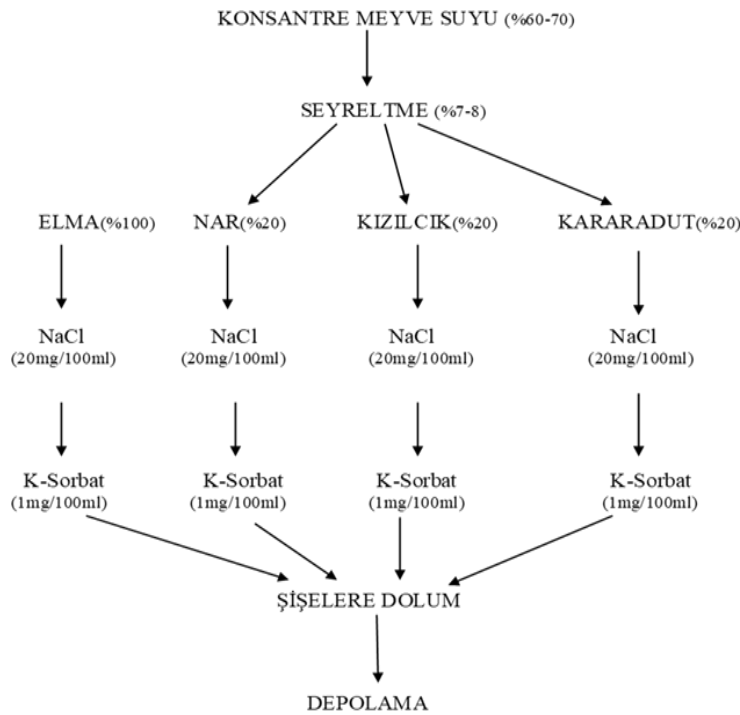 KONSANTRE MEYVE SUYU (%60-70)
SEYRELTME (%7-8)
ELMA(%100) NAR(%20) KIZILCIK(%20) KARARADUT(%20)
NaCl NaCl NaCl NaCl
(20mg/100ml) (20mg/100ml) (20mg/100ml) (20mg/100ml)
K-Sorbat K-Sorbat K-Sorbat K-Sorbat
(1mg/100ml) (1mg/100ml) (1mg/100ml) (1mg/100ml)
ŞİŞELERE DOLUM
DEPOLAMA